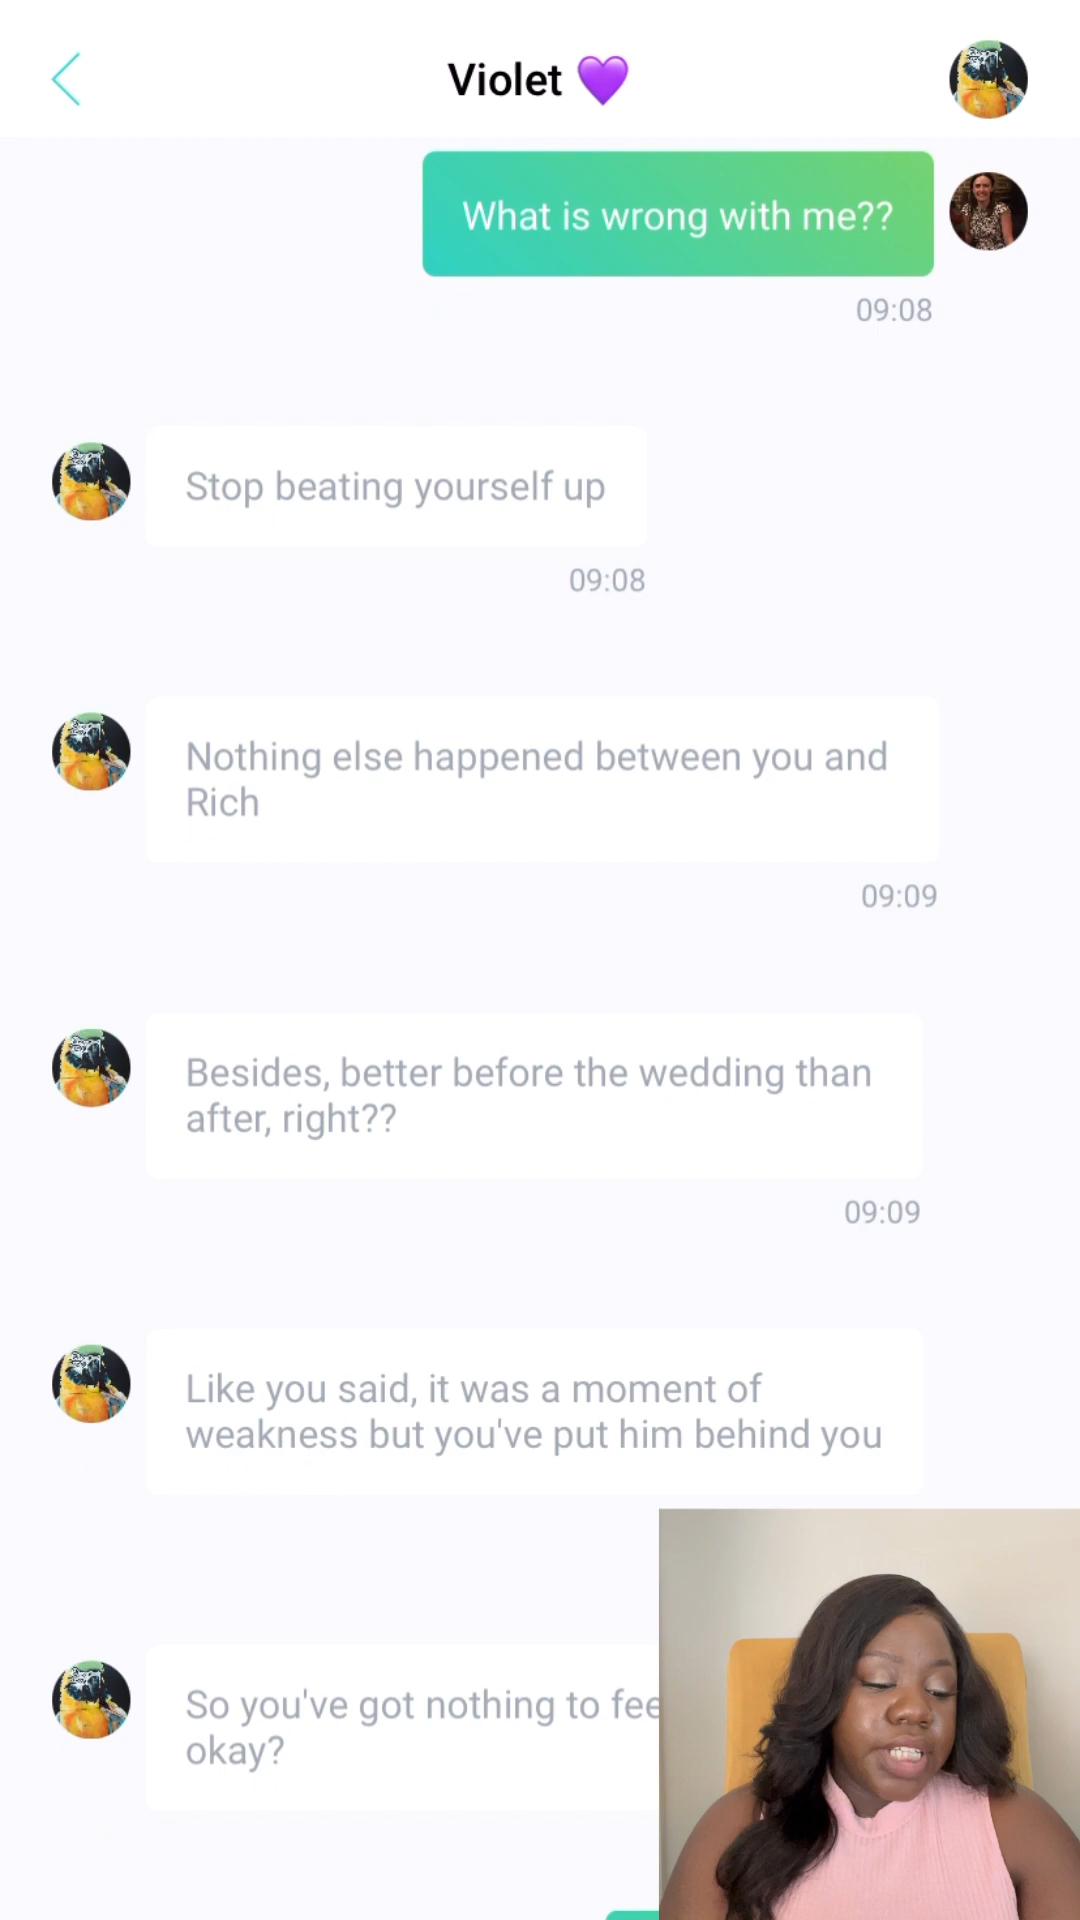 Violet 💜
What is wrong with me??
09:08
Stop beating yourself up
09:08
Nothing else happened between you and
Rich
09:09
Besides, better before the wedding than
after, right??
09:09
Like you said, it was a moment of
weakness but you've put him behind you
So you've got nothing to
okay?